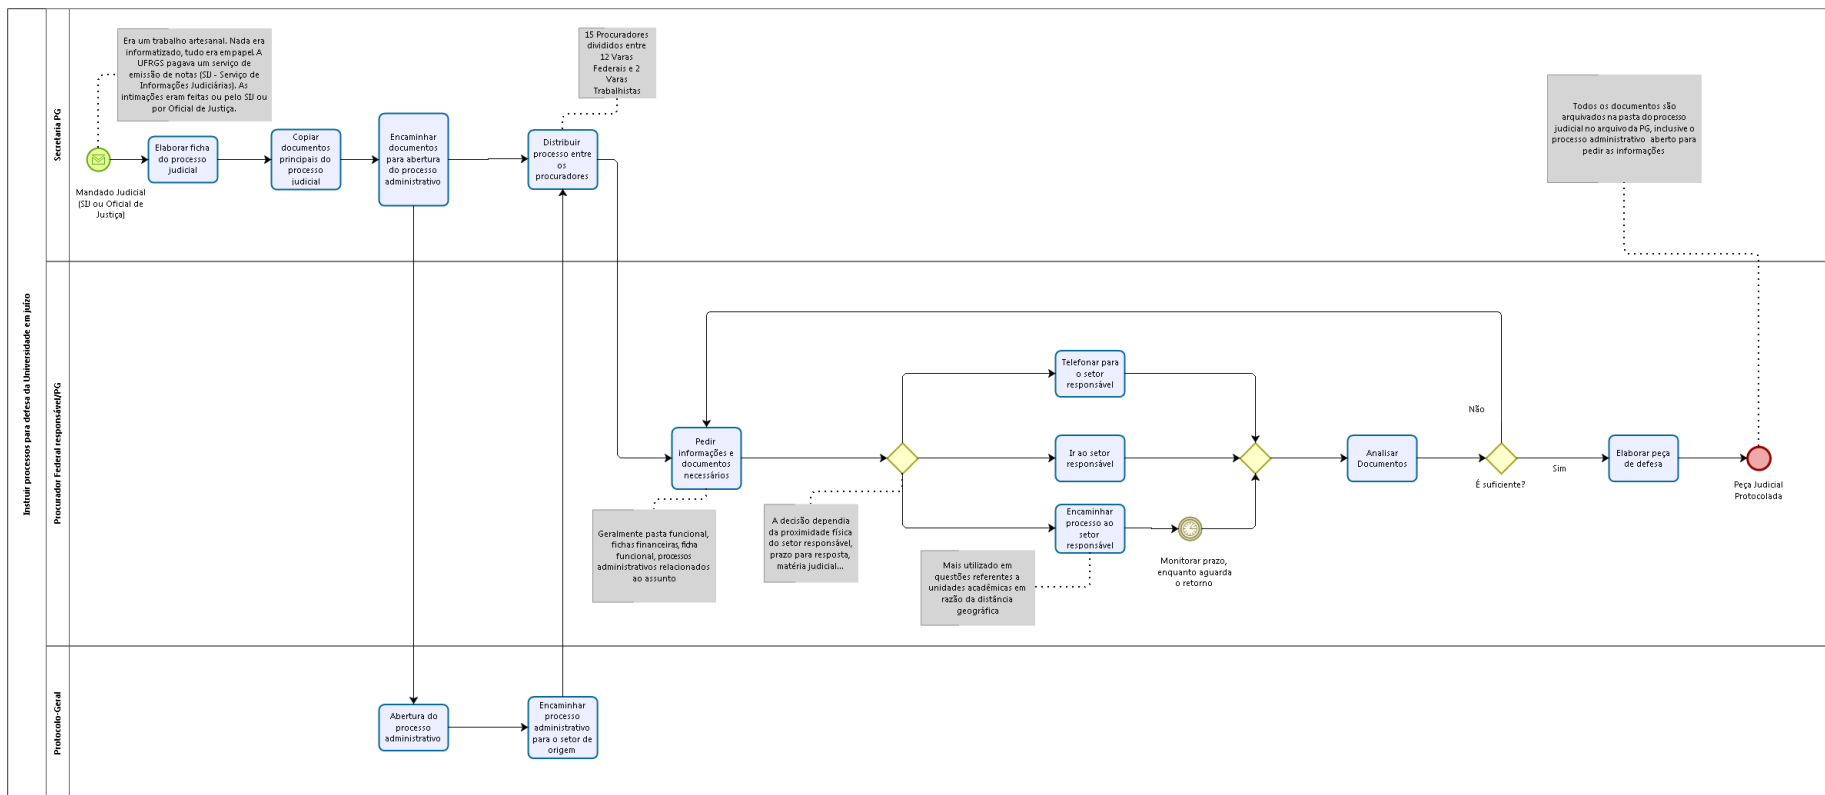 Instruir processos para defesa da Universidade em juízo
Secretaria PG
Era um trabalho artesanal. Nada era
informatizado, tudo era em papel. A
UFRGS pagava um serviço de
emissão de notas (SIJ - Serviço de
Informações Judiciárias). As
intimações eram feitas ou pelo SIJ ou
por Oficial de Justiça.
Mandado Judicial
(SIJ ou Oficial de
Justiça)
Elaborar ficha
do processo
judicial
Copiar
documentos
principais do
processo
judicial
Encaminhar
documentos
para abertura
do processo
administrativo
15 Procuradores
divididos entre
12 Varas
Federais e 2
Varas
Trabalhistas
Distribuir
processo entre
os
procuradores
Todos os documentos são
arquivados na pasta do processo
judicial no arquivo da PG, inclusive o
processo administrativo aberto para
pedir as informações
Procurador Federal responsável/PG
Pedir
informações e
documentos
necessários
Geralmente pasta funcional,
fichas financeiras, ficha
funcional, processos
administrativos relacionados
ao assunto
A decisão dependia
da proximidade física
do setor responsável,
prazo para resposta,
matéria judicial...
Telefonar para
o setor
responsável
Ir ao setor
responsável
Encaminhar
processo ao
setor
responsável
Mais utilizado em
questões referentes a
unidades acadêmicas em
razão da distância
geográfica
Monitorar prazo,
enquanto aguarda
o retorno
Analisar
Documentos
Não
É suficiente?
Sim
Elaborar peça
de defesa
Peça Judicial
Protocolada
Protocolo-Geral
Abertura do
processo
administrativo
Encaminhar
processo
administrativo
para o setor de
origem